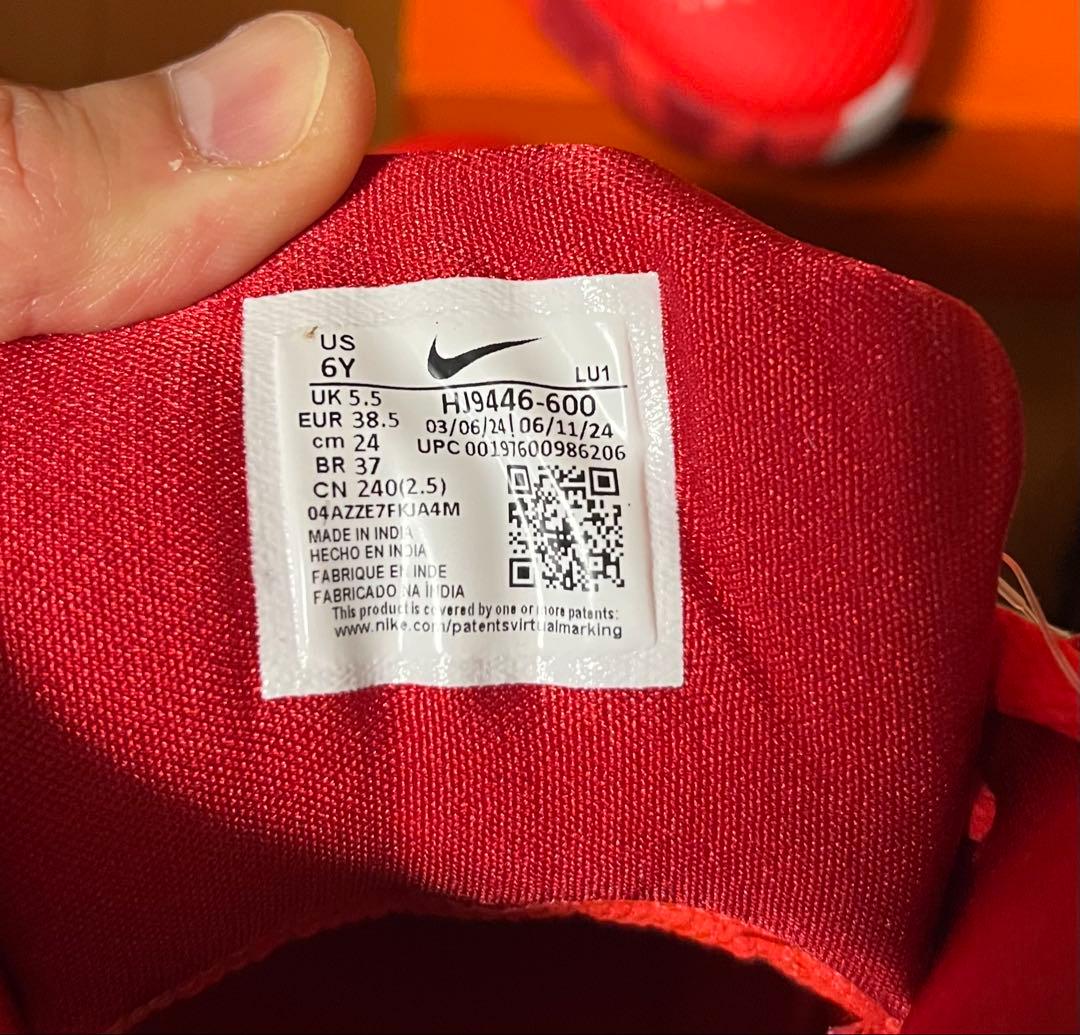 US
6Y
LU1
UK 5.5
HJ9446-600
EUR 38.5
03/06/24 | 06/11/24
cm 24
UPC 00197600986206
BR 37
CN 240(2.5)
04AZZE7FKJA4M
MADE IN INDIA
HECHO EN INDIA
FABRIQUE EN INDE
FABRICADO NA ÍNDIA
This product is covered by one or more patents:
www.nike.com/patentsvirtualmarking